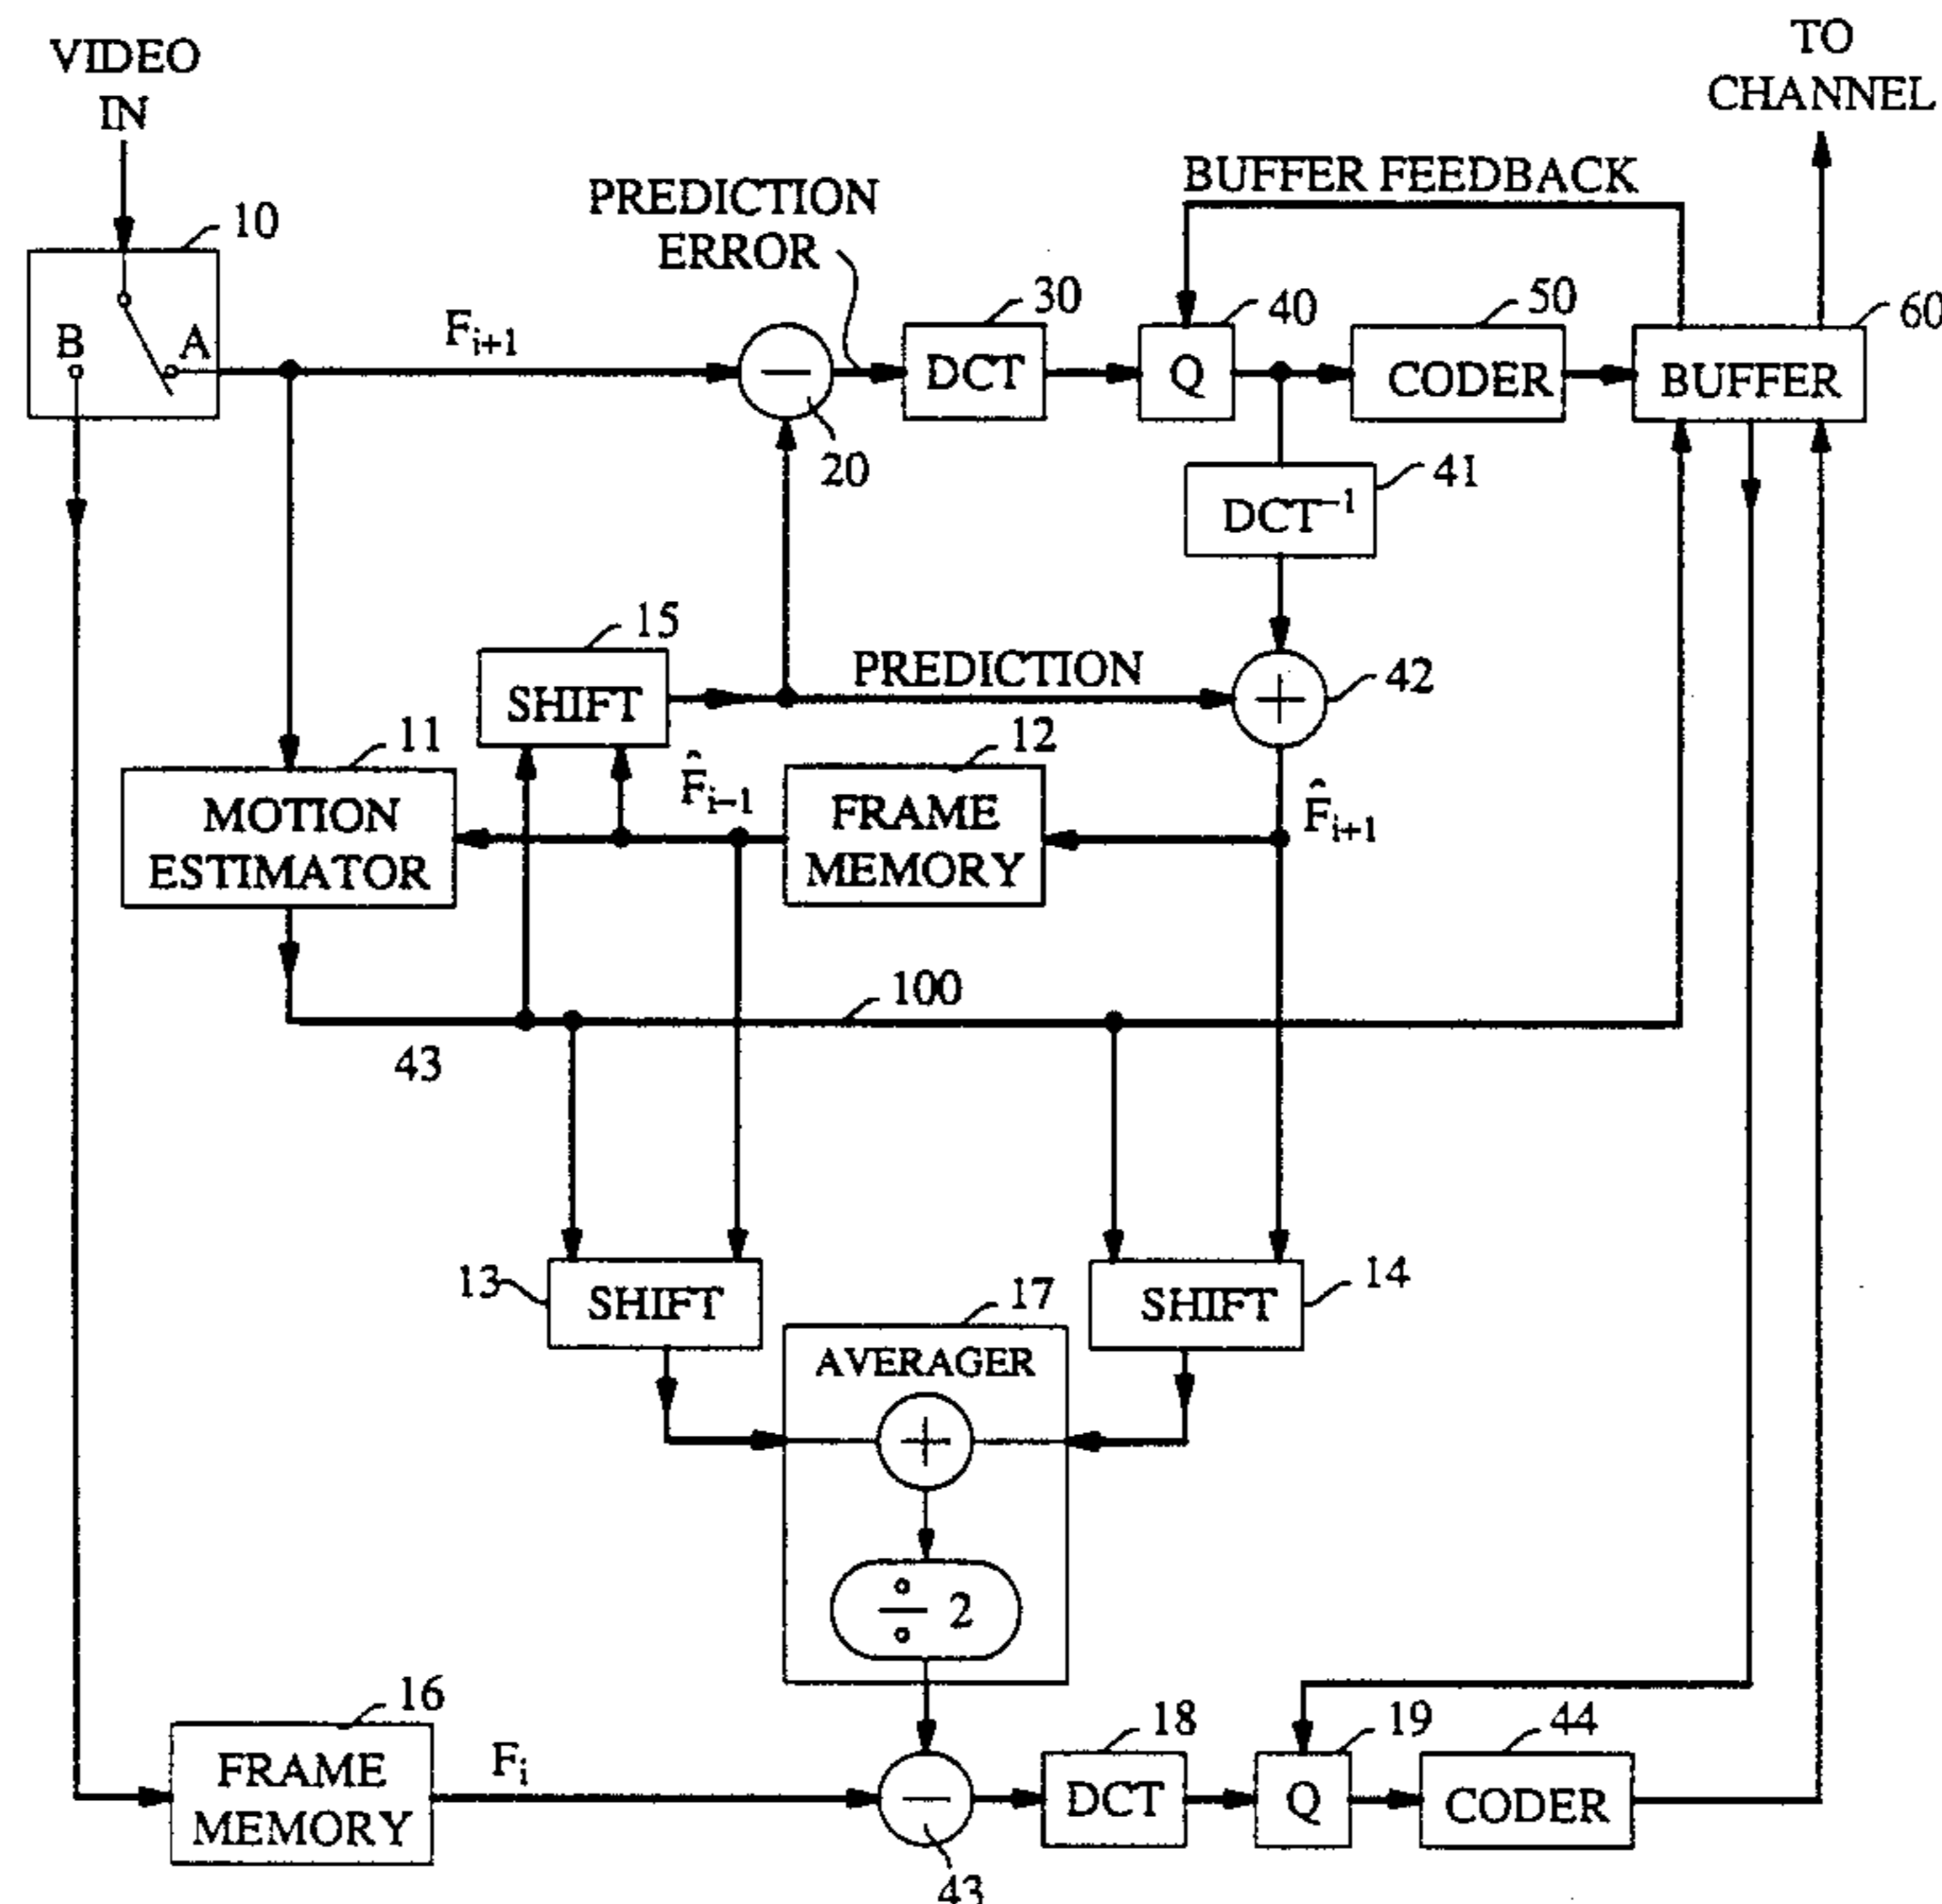 VIDEO
IN
TO
CHANNEL
BUFFER FEEDBACK
PREDICTION
ERROR
10
B
A
F_{i+1}
−
20
30
DCT
40
Q
50
CODER
60
BUFFER
41
DCT⁻¹
15
SHIFT
PREDICTION
+
42
11
MOTION
ESTIMATOR
F̂_{i−1}
12
FRAME
MEMORY
F̂_{i+1}
100
43
13
SHIFT
14
SHIFT
17
AVERAGER
+
÷ 2
16
FRAME
MEMORY
F_i
−
43
18
DCT
19
Q
44
CODER